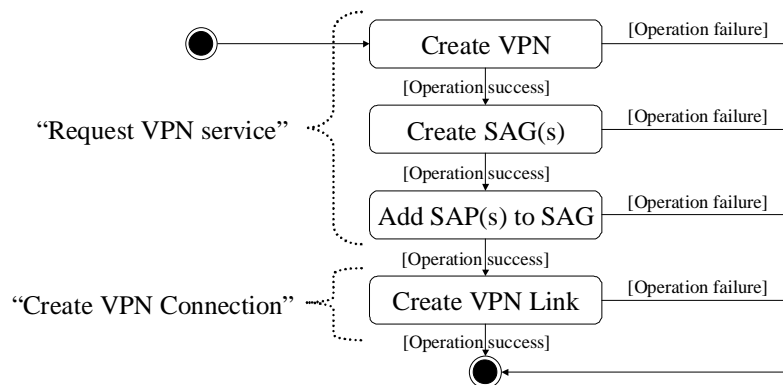 Create VPN
[Operation failure]
[Operation success]
“Request VPN service”
Create SAG(s)
[Operation failure]
[Operation success]
Add SAP(s) to SAG
[Operation failure]
[Operation success]
“Create VPN Connection”
Create VPN Link
[Operation failure]
[Operation success]